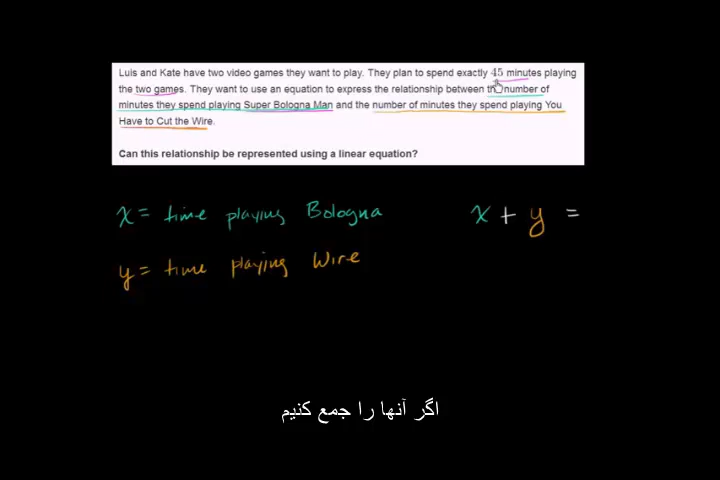 Luis and Kate have two video games they want to play. They plan to spend exactly 45 minutes playing
the two games. They want to use an equation to express the relationship between the number of
minutes they spend playing Super Bologna Man and the number of minutes they spend playing You
Have to Cut the Wire.
Can this relationship be represented using a linear equation?
x = time playing Bologna
x + y =
y = time playing Wire
اگر آنها را جمع کنیم